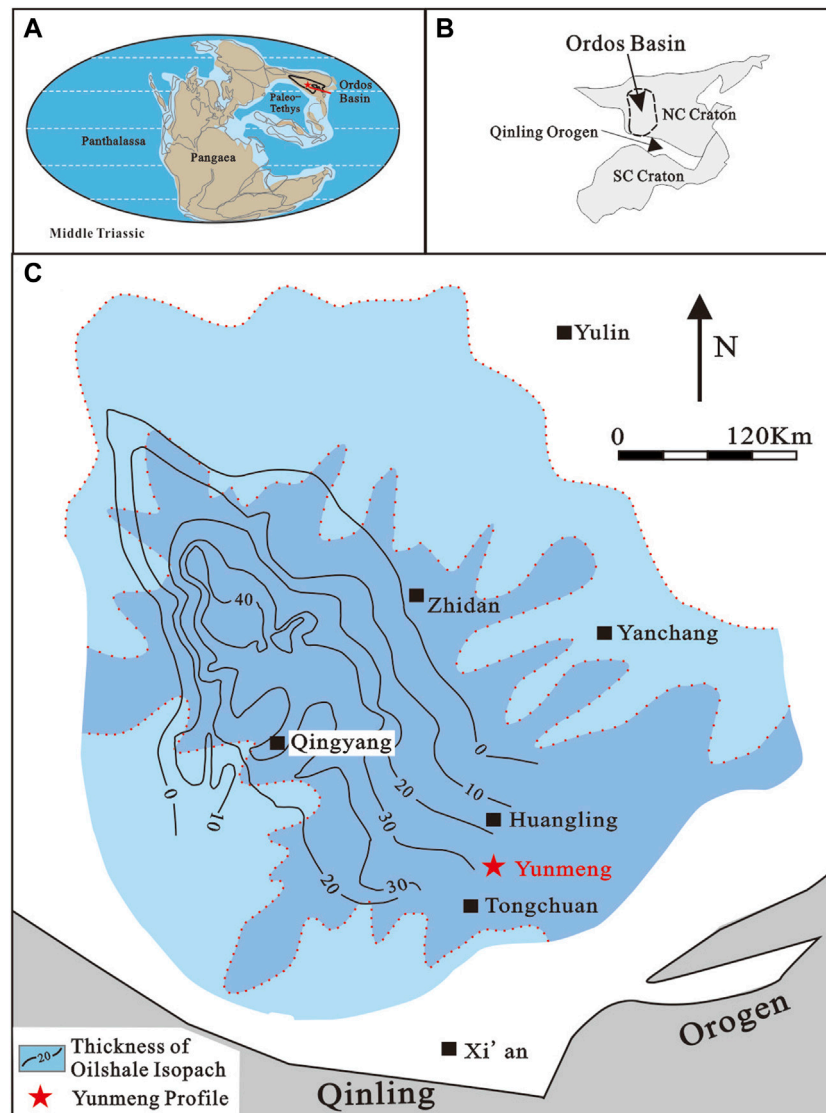 A
Ordos
Basin
Paleo-
Tethys
Panthalassa
Pangaea
Middle Triassic
B
Ordos Basin
NC Craton
Qinling Orogen
SC Craton
C
Yulin
N
0 120Km
40
Zhidan
Yanchang
Qingyang
0
0
10
10
20
Huangling
30
Yunmeng
20
30
Tongchuan
Xi' an
Orogen
Qinling
20
Thickness of
Oilshale Isopach
Yunmeng Profile